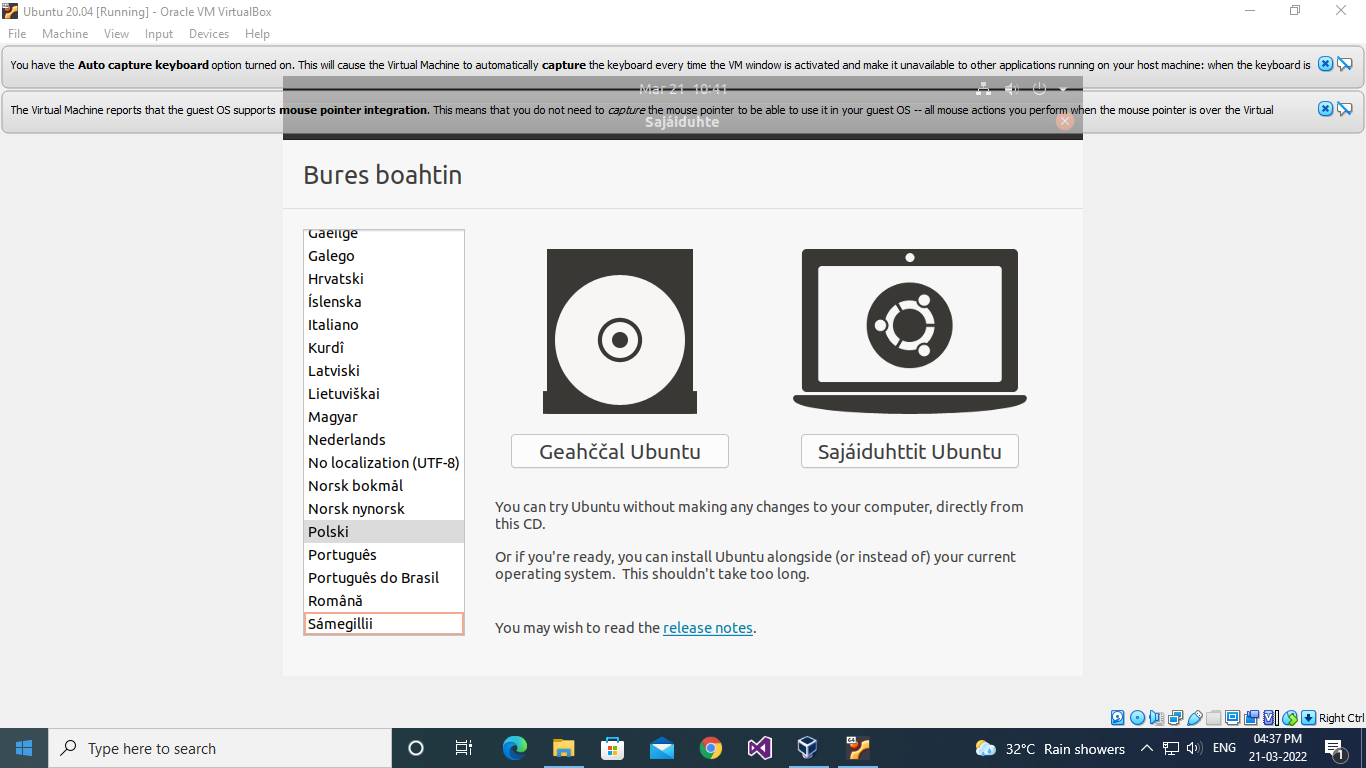 Ubuntu 20.04 [Running] - Oracle VM VirtualBox
File Machine View Input Devices Help
You have the Auto capture keyboard option turned on. This will cause the Virtual Machine to automatically capture the keyboard every time the VM window is activated and make it unavailable to other applications running on your host machine: when the keyboard is
Mar 21 10:41
The Virtual Machine reports that the guest OS supports mouse pointer integration. This means that you do not need to capture the mouse pointer to be able to use it in your guest OS -- all mouse actions you perform when the mouse pointer is over the Virtual
Sajáiduhte
Bures boahtin
Gaeilge
Galego
Hrvatski
Íslenska
Italiano
Kurdî
Latviski
Lietuviškai
Magyar
Nederlands
No localization (UTF-8)
Norsk bokmål
Norsk nynorsk
Polski
Português
Português do Brasil
Română
Sámegillii
Geahččal Ubuntu
Sajáiduhttit Ubuntu
You can try Ubuntu without making any changes to your computer, directly from
this CD.
Or if you're ready, you can install Ubuntu alongside (or instead of) your current
operating system. This shouldn't take too long.
You may wish to read the release notes.
Right Ctrl
Type here to search
32°C Rain showers
ENG
04:37 PM
21-03-2022
1